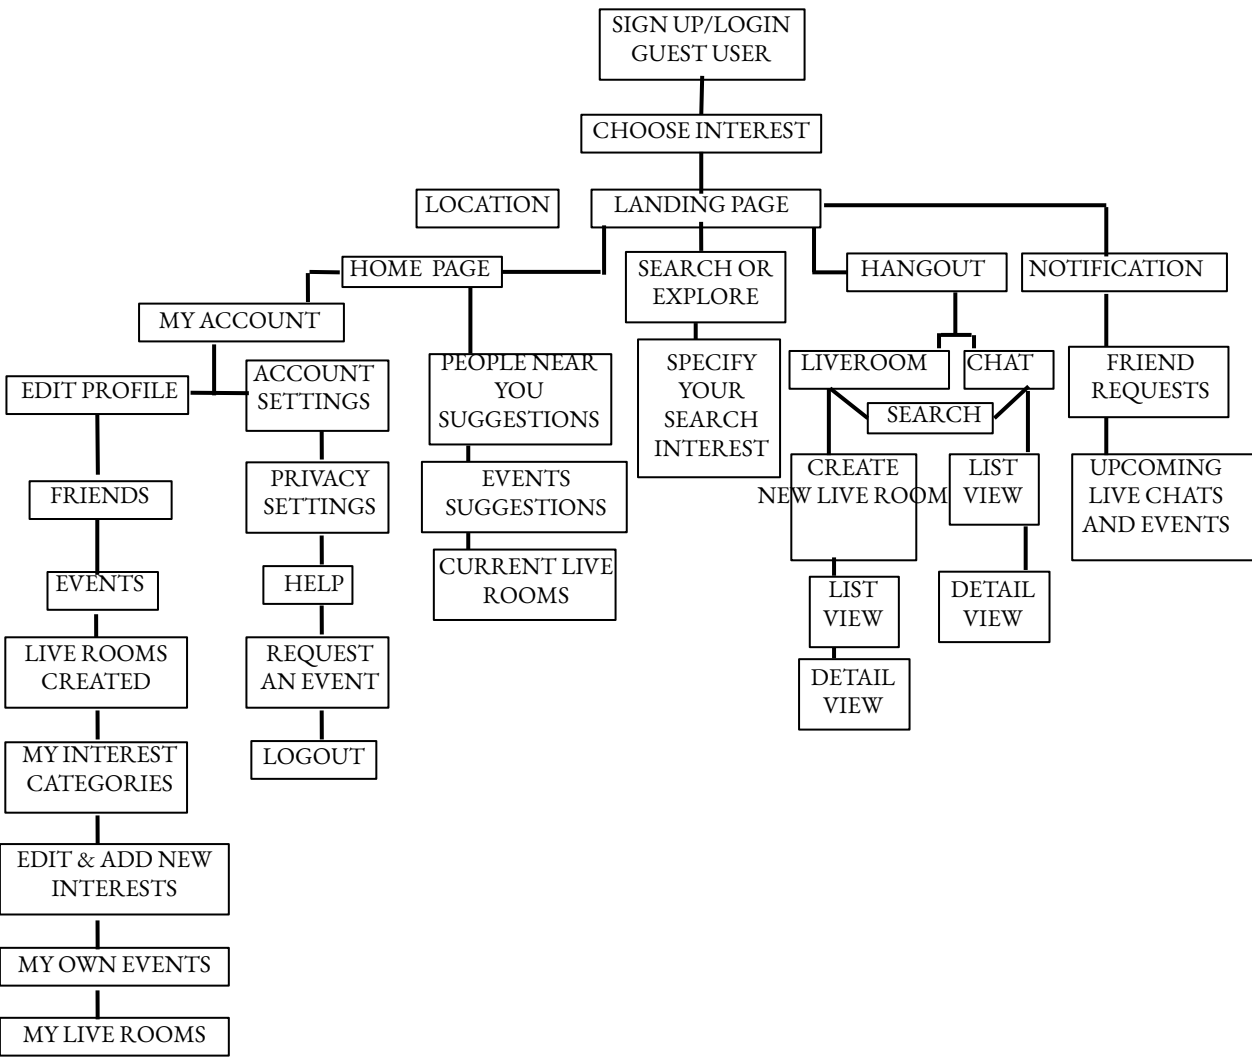 SIGN UP/LOGIN
GUEST USER
CHOOSE INTEREST
LOCATION
LANDING PAGE
HOME PAGE
SEARCH OR
EXPLORE
HANGOUT
NOTIFICATION
MY ACCOUNT
EDIT PROFILE
ACCOUNT
SETTINGS
PEOPLE NEAR
YOU
SUGGESTIONS
SPECIFY
YOUR
SEARCH
INTEREST
LIVEROOM
CHAT
SEARCH
FRIEND
REQUESTS
FRIENDS
PRIVACY
SETTINGS
EVENTS
SUGGESTIONS
CREATE
NEW LIVE ROOM
LIST
VIEW
UPCOMING
LIVE CHATS
AND EVENTS
EVENTS
HELP
CURRENT LIVE
ROOMS
LIST
VIEW
DETAIL
VIEW
LIVE ROOMS
CREATED
REQUEST
AN EVENT
DETAIL
VIEW
MY INTEREST
CATEGORIES
LOGOUT
EDIT & ADD NEW
INTERESTS
MY OWN EVENTS
MY LIVE ROOMS